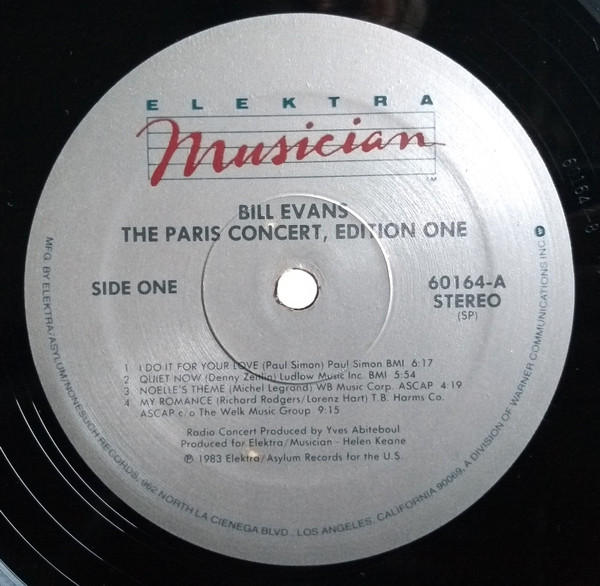 ELEKTRA
Musician
TM
BILL EVANS
THE PARIS CONCERT, EDITION ONE
SIDE ONE
60164-A
STEREO
(SP)
1 I DO IT FOR YOUR LOVE (Paul Simon) Paul Simon BMI 6:17
2 QUIET NOW (Denny Zeitlin) Ludlow Music Inc. BMI 5:54
3 NOELLE'S THEME (Michel Legrand) WB Music Corp. ASCAP 4:19
4 MY ROMANCE (Richard Rodgers/Lorenz Hart) T.B. Harms Co.
ASCAP c/o The Welk Music Group 9:15
Radio Concert Produced by Yves Abiteboul
Produced for Elektra/Musician – Helen Keane
℗ 1983 Elektra/Asylum Records for the U.S.
MFG. BY ELEKTRA/ASYLUM/NONESUCH RECORDS, 962 NORTH LA CIENEGA BLVD., LOS ANGELES, CALIFORNIA 90069, A DIVISION OF WARNER COMMUNICATIONS INC.